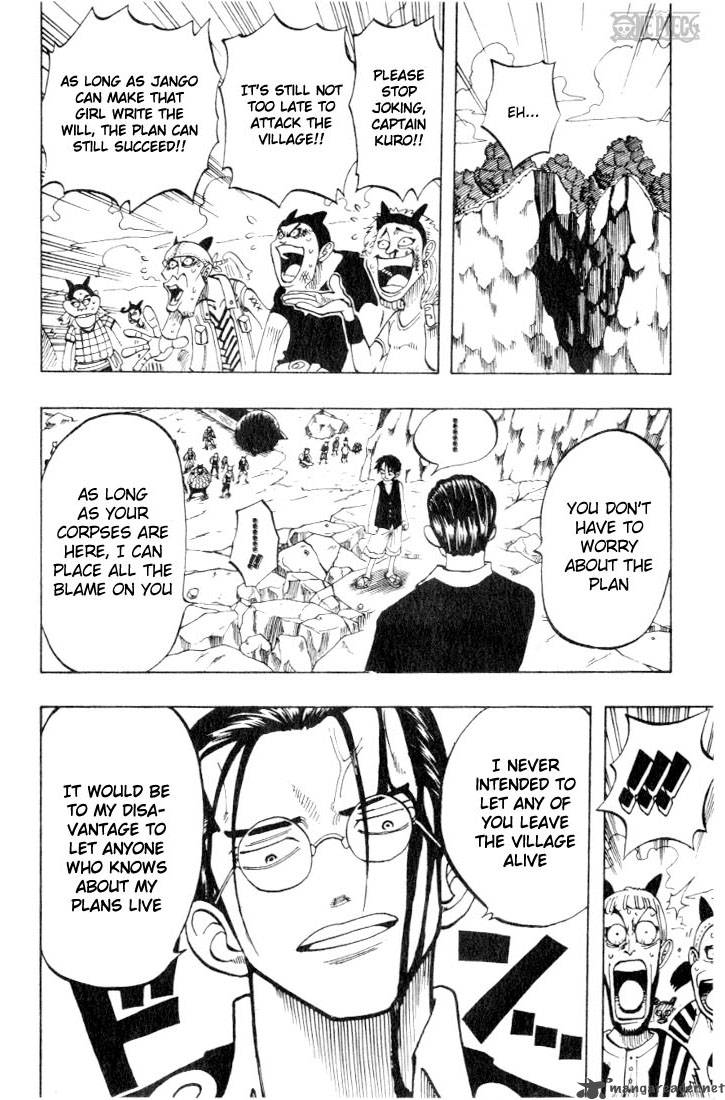 ONE PIECE
EH...
PLEASE
STOP
JOKING,
CAPTAIN
KURO!!
IT'S STILL NOT
TOO LATE TO
ATTACK THE
VILLAGE!!
AS LONG AS JANGO
CAN MAKE THAT
GIRL WRITE THE
WILL, THE PLAN CAN
STILL SUCCEED!!
YOU DON'T
HAVE TO
WORRY
ABOUT THE
PLAN
......
......!!
AS LONG
AS YOUR
CORPSES ARE
HERE, I CAN
PLACE ALL THE
BLAME ON YOU
!!!!
I NEVER
INTENDED TO
LET ANY OF
YOU LEAVE
THE VILLAGE
ALIVE
IT WOULD BE
TO MY DISA-
VANTAGE TO
LET ANYONE
WHO KNOWS
ABOUT MY
PLANS LIVE
ドン
mangareader.net